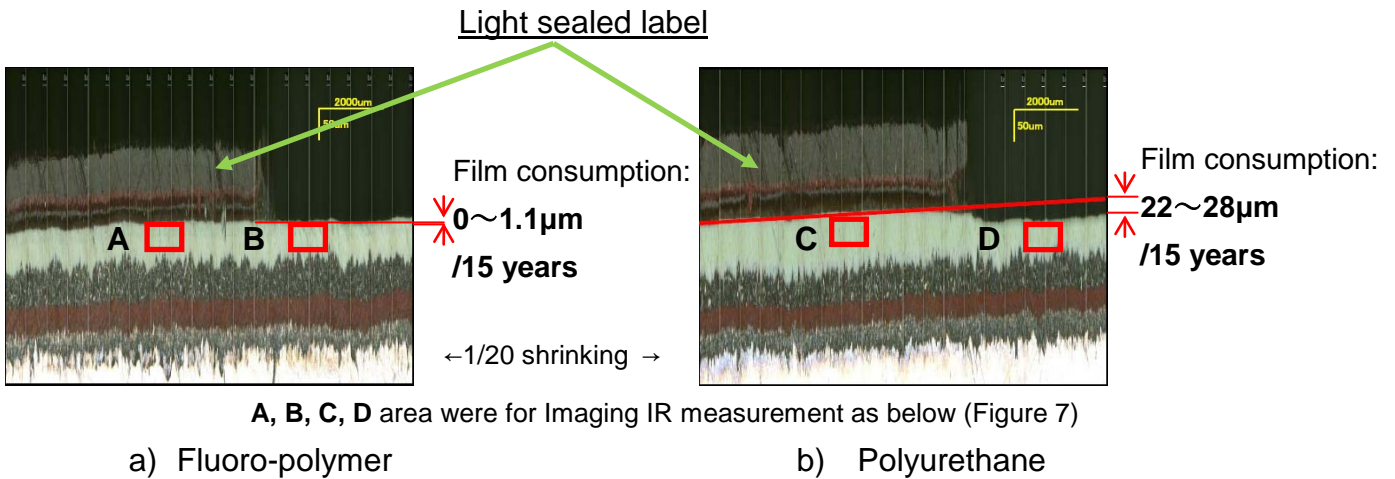 Light sealed label
2000um
50um
Film consumption:
0～1.1µm
/15 years
A
B
2000um
50um
Film consumption:
22～28µm
/15 years
C
D
←1/20 shrinking →
A, B, C, D area were for Imaging IR measurement as below (Figure 7)
a) Fluoro-polymer
b) Polyurethane